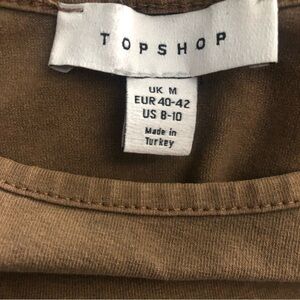 TOPSHOP
UK M
EUR 40-42
US 8-10
Made in
Turkey